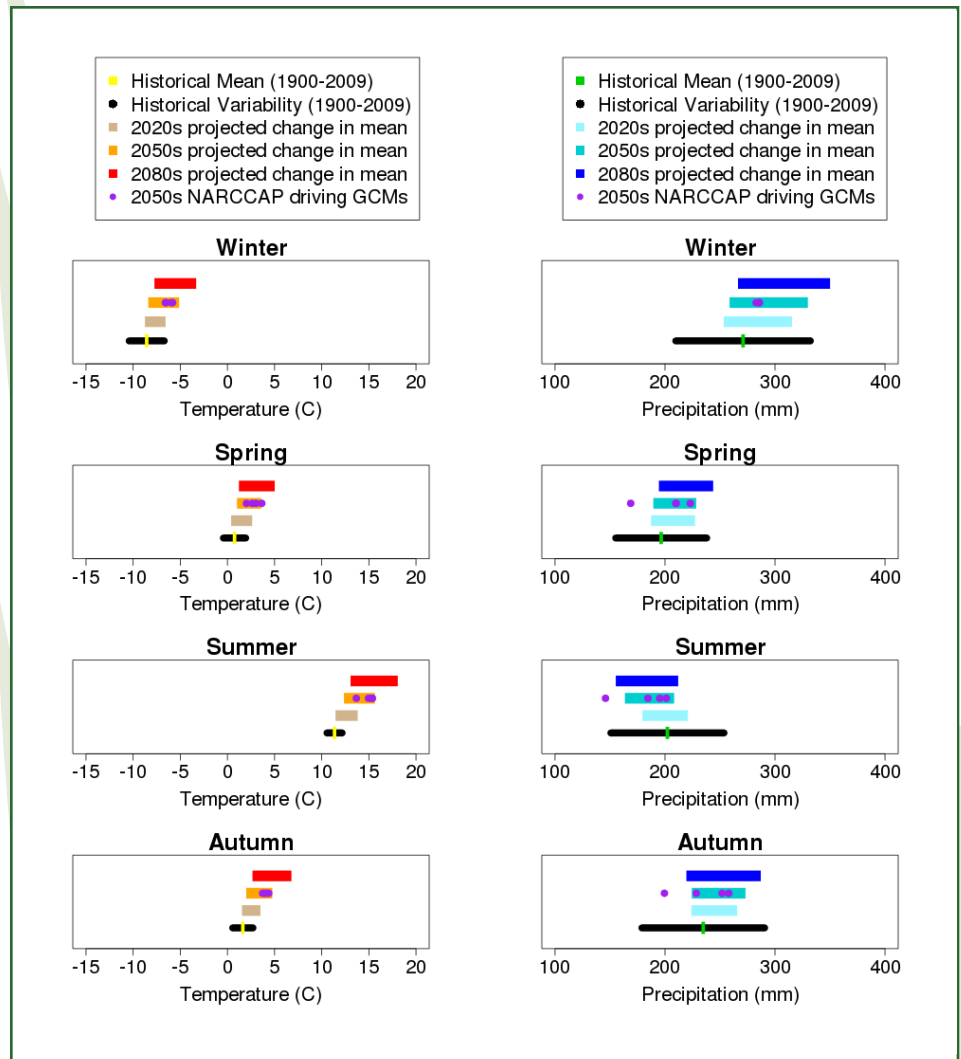 Historical Mean (1900-2009)
Historical Variability (1900-2009)
2020s projected change in mean
2050s projected change in mean
2080s projected change in mean
2050s NARCCAP driving GCMs
Historical Mean (1900-2009)
Historical Variability (1900-2009)
2020s projected change in mean
2050s projected change in mean
2080s projected change in mean
2050s NARCCAP driving GCMs
Winter
-15 -10 -5 0 5 10 15 20
Temperature (C)
Winter
100 200 300 400
Precipitation (mm)
Spring
-15 -10 -5 0 5 10 15 20
Temperature (C)
Spring
100 200 300 400
Precipitation (mm)
Summer
-15 -10 -5 0 5 10 15 20
Temperature (C)
Summer
100 200 300 400
Precipitation (mm)
Autumn
-15 -10 -5 0 5 10 15 20
Temperature (C)
Autumn
100 200 300 400
Precipitation (mm)